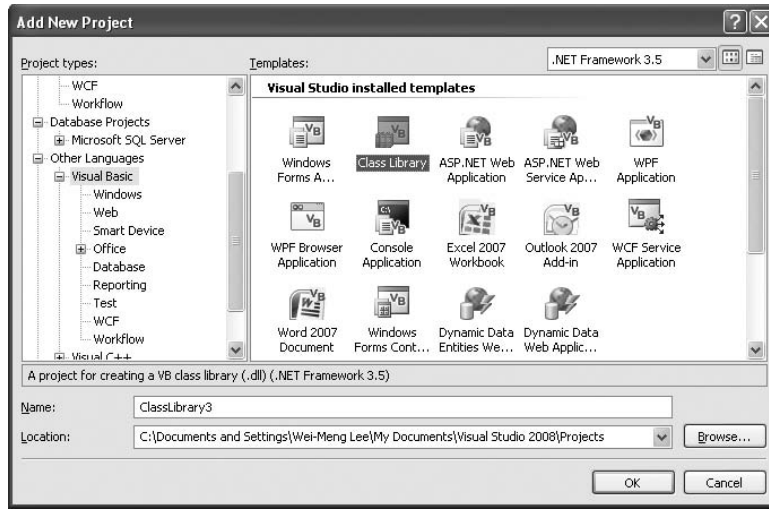 Add New Project
Project types:
Templates:
.NET Framework 3.5
WCF
Workflow
Database Projects
Microsoft SQL Server
Other Languages
Visual Basic
Windows
Web
Smart Device
Office
Database
Reporting
Test
WCF
Workflow
Visual C++
Visual Studio installed templates
Windows Forms A...
Class Library
ASP.NET Web Application
ASP.NET Web Service Ap...
WPF Application
WPF Browser Application
Console Application
Excel 2007 Workbook
Outlook 2007 Add-in
WCF Service Application
Word 2007 Document
Windows Forms Cont...
Dynamic Data Entities We...
Dynamic Data Web Applic...
A project for creating a VB class library (.dll) (.NET Framework 3.5)
Name:
ClassLibrary3
Location:
C:\Documents and Settings\Wei-Meng Lee\My Documents\Visual Studio 2008\Projects
Browse...
OK
Cancel